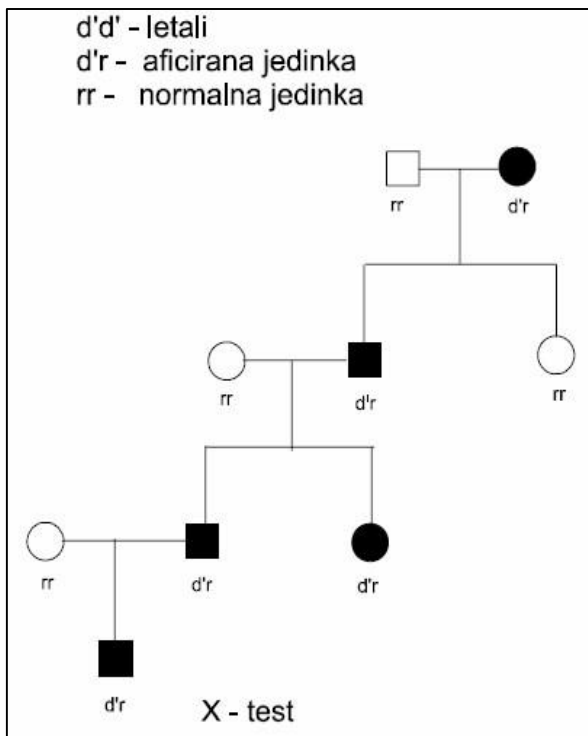 d'd' - letali
d'r - aficirana jedinka
rr - normalna jedinka
rr
d'r
rr
d'r
rr
rr
d'r
d'r
d'r
X - test